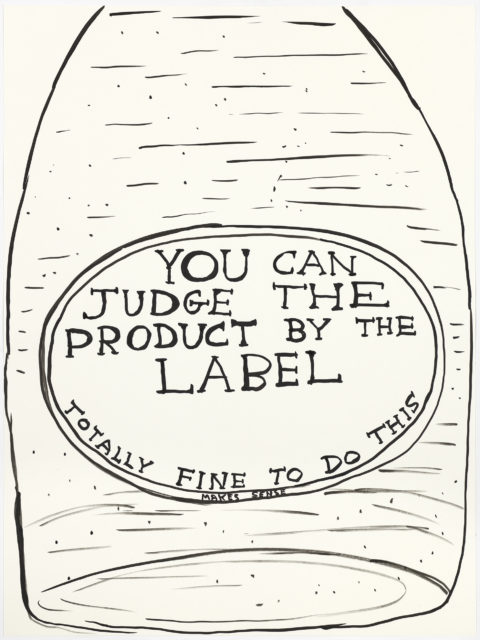 YOU CAN
JUDGE THE
PRODUCT BY THE
LABEL
TOTALLY FINE TO DO THIS
MAKES SENSE